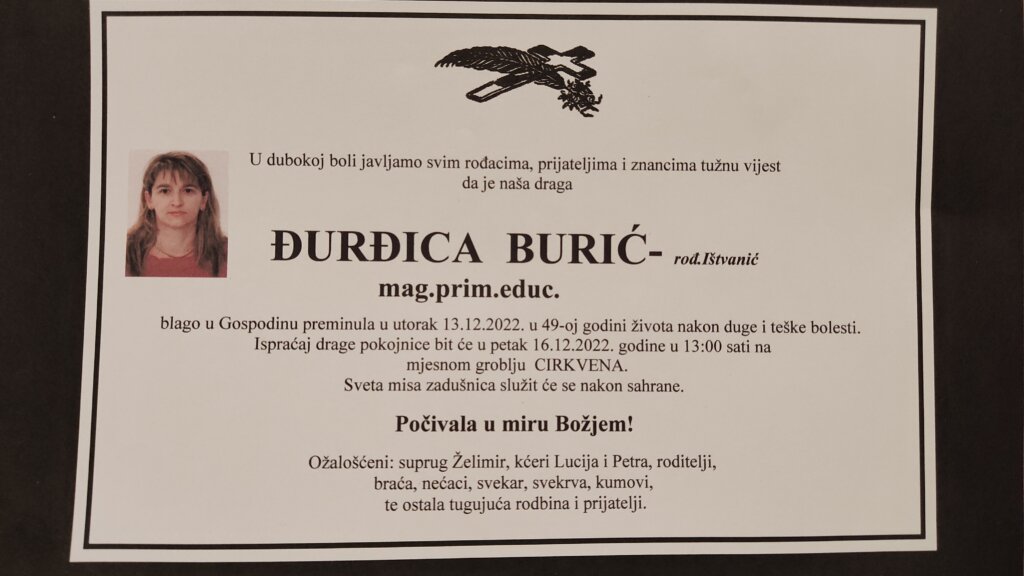 U dubokoj boli javljamo svim rođacima, prijateljima i znancima tužnu vijest
da je naša draga
ĐURĐICA BURIĆ- rođ.Ištvanić
mag.prim.educ.
blago u Gospodinu preminula u utorak 13.12.2022. u 49-oj godini života nakon duge i teške bolesti.
Ispraćaj drage pokojnice bit će u petak 16.12.2022. godine u 13:00 sati na
mjesnom groblju CIRKVENA.
Sveta misa zadušnica služit će se nakon sahrane.
Počivala u miru Božjem!
Ožalošćeni: suprug Želimir, kćeri Lucija i Petra, roditelji,
braća, nećaci, svekar, svekrva, kumovi,
te ostala tugujuća rodbina i prijatelji.